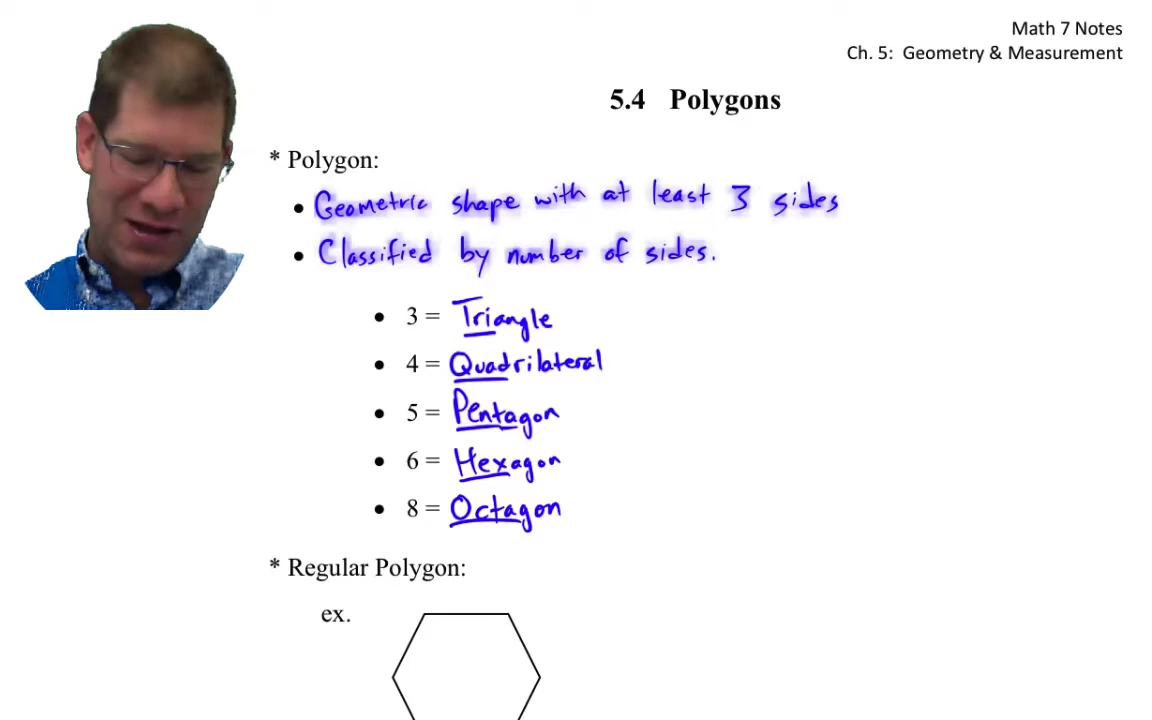 Math 7 Notes
Ch. 5: Geometry & Measurement
5.4 Polygons
* Polygon:
• Geometric shape with at least 3 sides
• Classified by number of sides.
• 3 = Triangle
• 4 = Quadrilateral
• 5 = Pentagon
• 6 = Hexagon
• 8 = Octagon
* Regular Polygon:
ex.